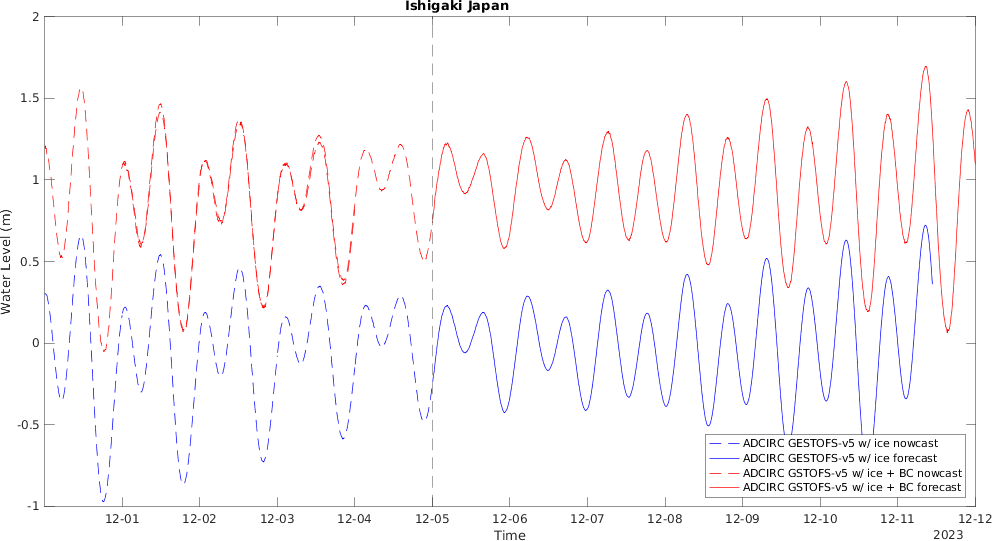 Ishigaki Japan
Water Level (m)
2
1.5
1
0.5
0
-0.5
-1
12-01 12-02 12-03 12-04 12-05 12-06 12-07 12-08 12-09 12-10 12-11 12-12
Time
2023
ADCIRC GESTOFS-v5 w/ ice nowcast
ADCIRC GESTOFS-v5 w/ ice forecast
ADCIRC GSTOFS-v5 w/ ice + BC nowcast
ADCIRC GSTOFS-v5 w/ ice + BC forecast